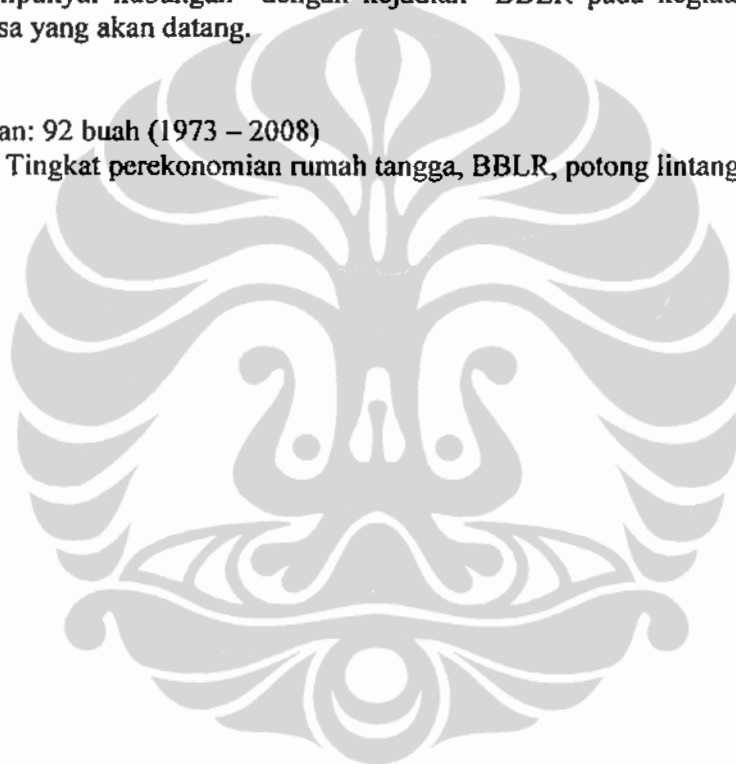 hubungan dengan kejadian BBLR pada kegiat
sa yang akan datang.
an: 92 buah (1973 – 2008)
Tingkat perekonomian rumah tangga, BBLR, potong lintang